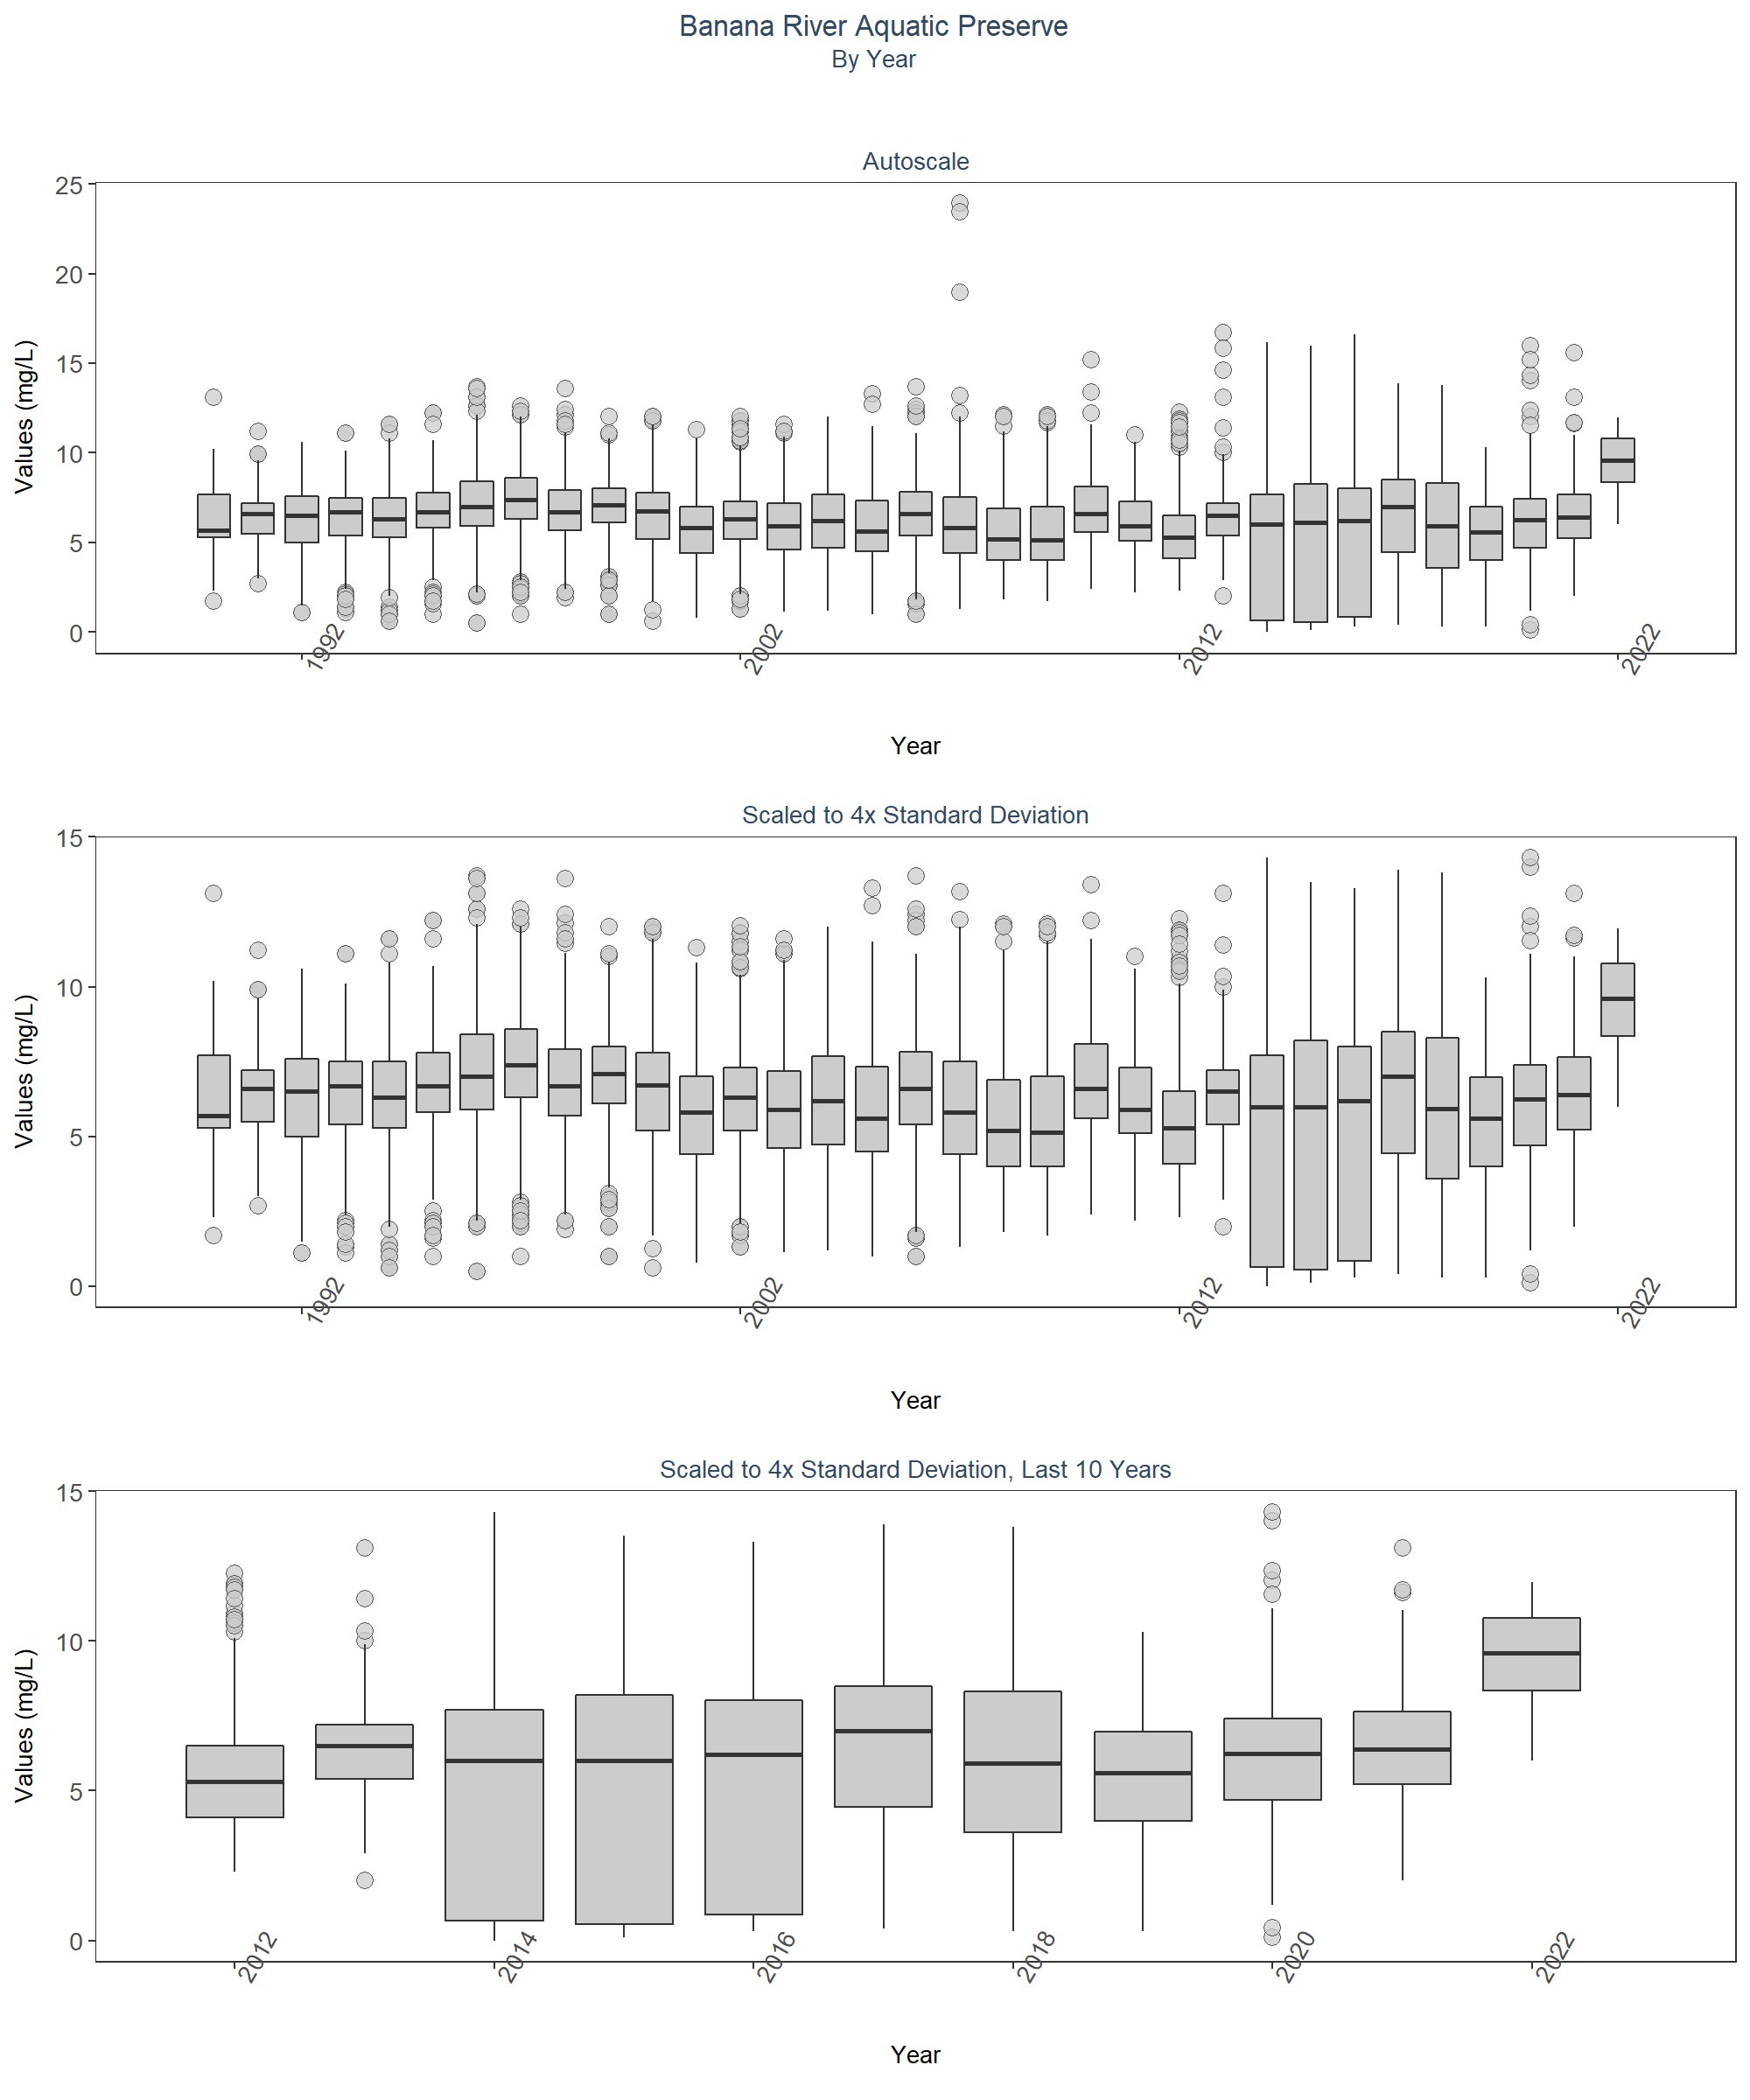 Banana River Aquatic Preserve
By Year
Autoscale
25
20
15
10
5
0
Values (mg/L)
1992
2002
2012
2022
Year
Scaled to 4x Standard Deviation
15
10
5
0
Values (mg/L)
1992
2002
2012
2022
Year
Scaled to 4x Standard Deviation, Last 10 Years
15
10
5
0
Values (mg/L)
2012
2014
2016
2018
2020
2022
Year